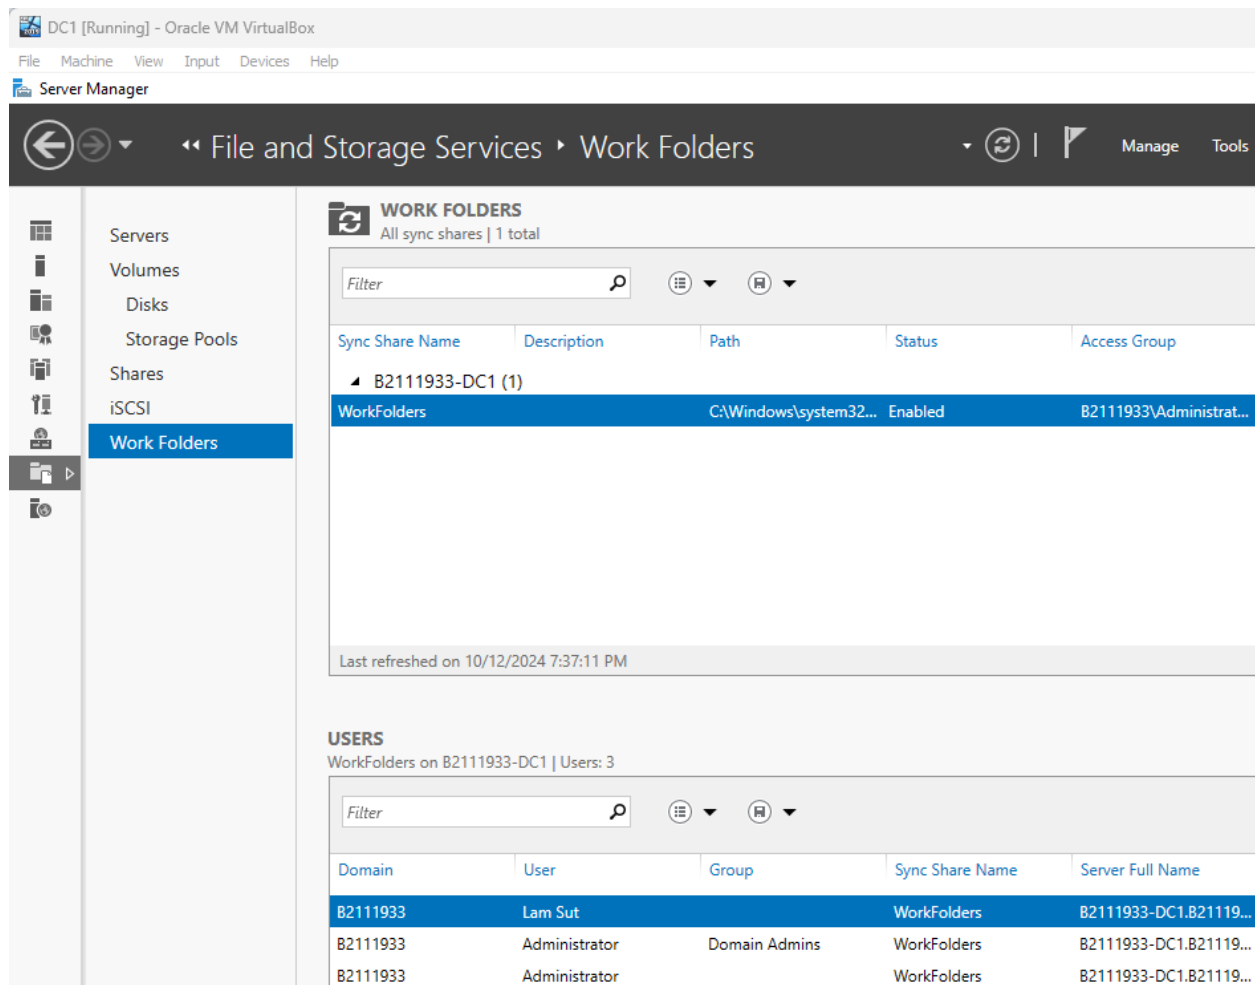 DC1 [Running] - Oracle VM VirtualBox
File Machine View Input Devices Help
Server Manager
File and Storage Services Work Folders Manage Tools
Servers
Volumes
Disks
Storage Pools
Shares
iSCSI
Work Folders
WORK FOLDERS
All sync shares | 1 total
Filter
Sync Share Name Description Path Status Access Group
B2111933-DC1 (1)
WorkFolders C:\Windows\system32... Enabled B2111933\Administrat...
Last refreshed on 10/12/2024 7:37:11 PM
USERS
WorkFolders on B2111933-DC1 | Users: 3
Filter
Domain User Group Sync Share Name Server Full Name
B2111933 Lam Sut WorkFolders B2111933-DC1.B21119...
B2111933 Administrator Domain Admins WorkFolders B2111933-DC1.B21119...
B2111933 Administrator WorkFolders B2111933-DC1.B21119...